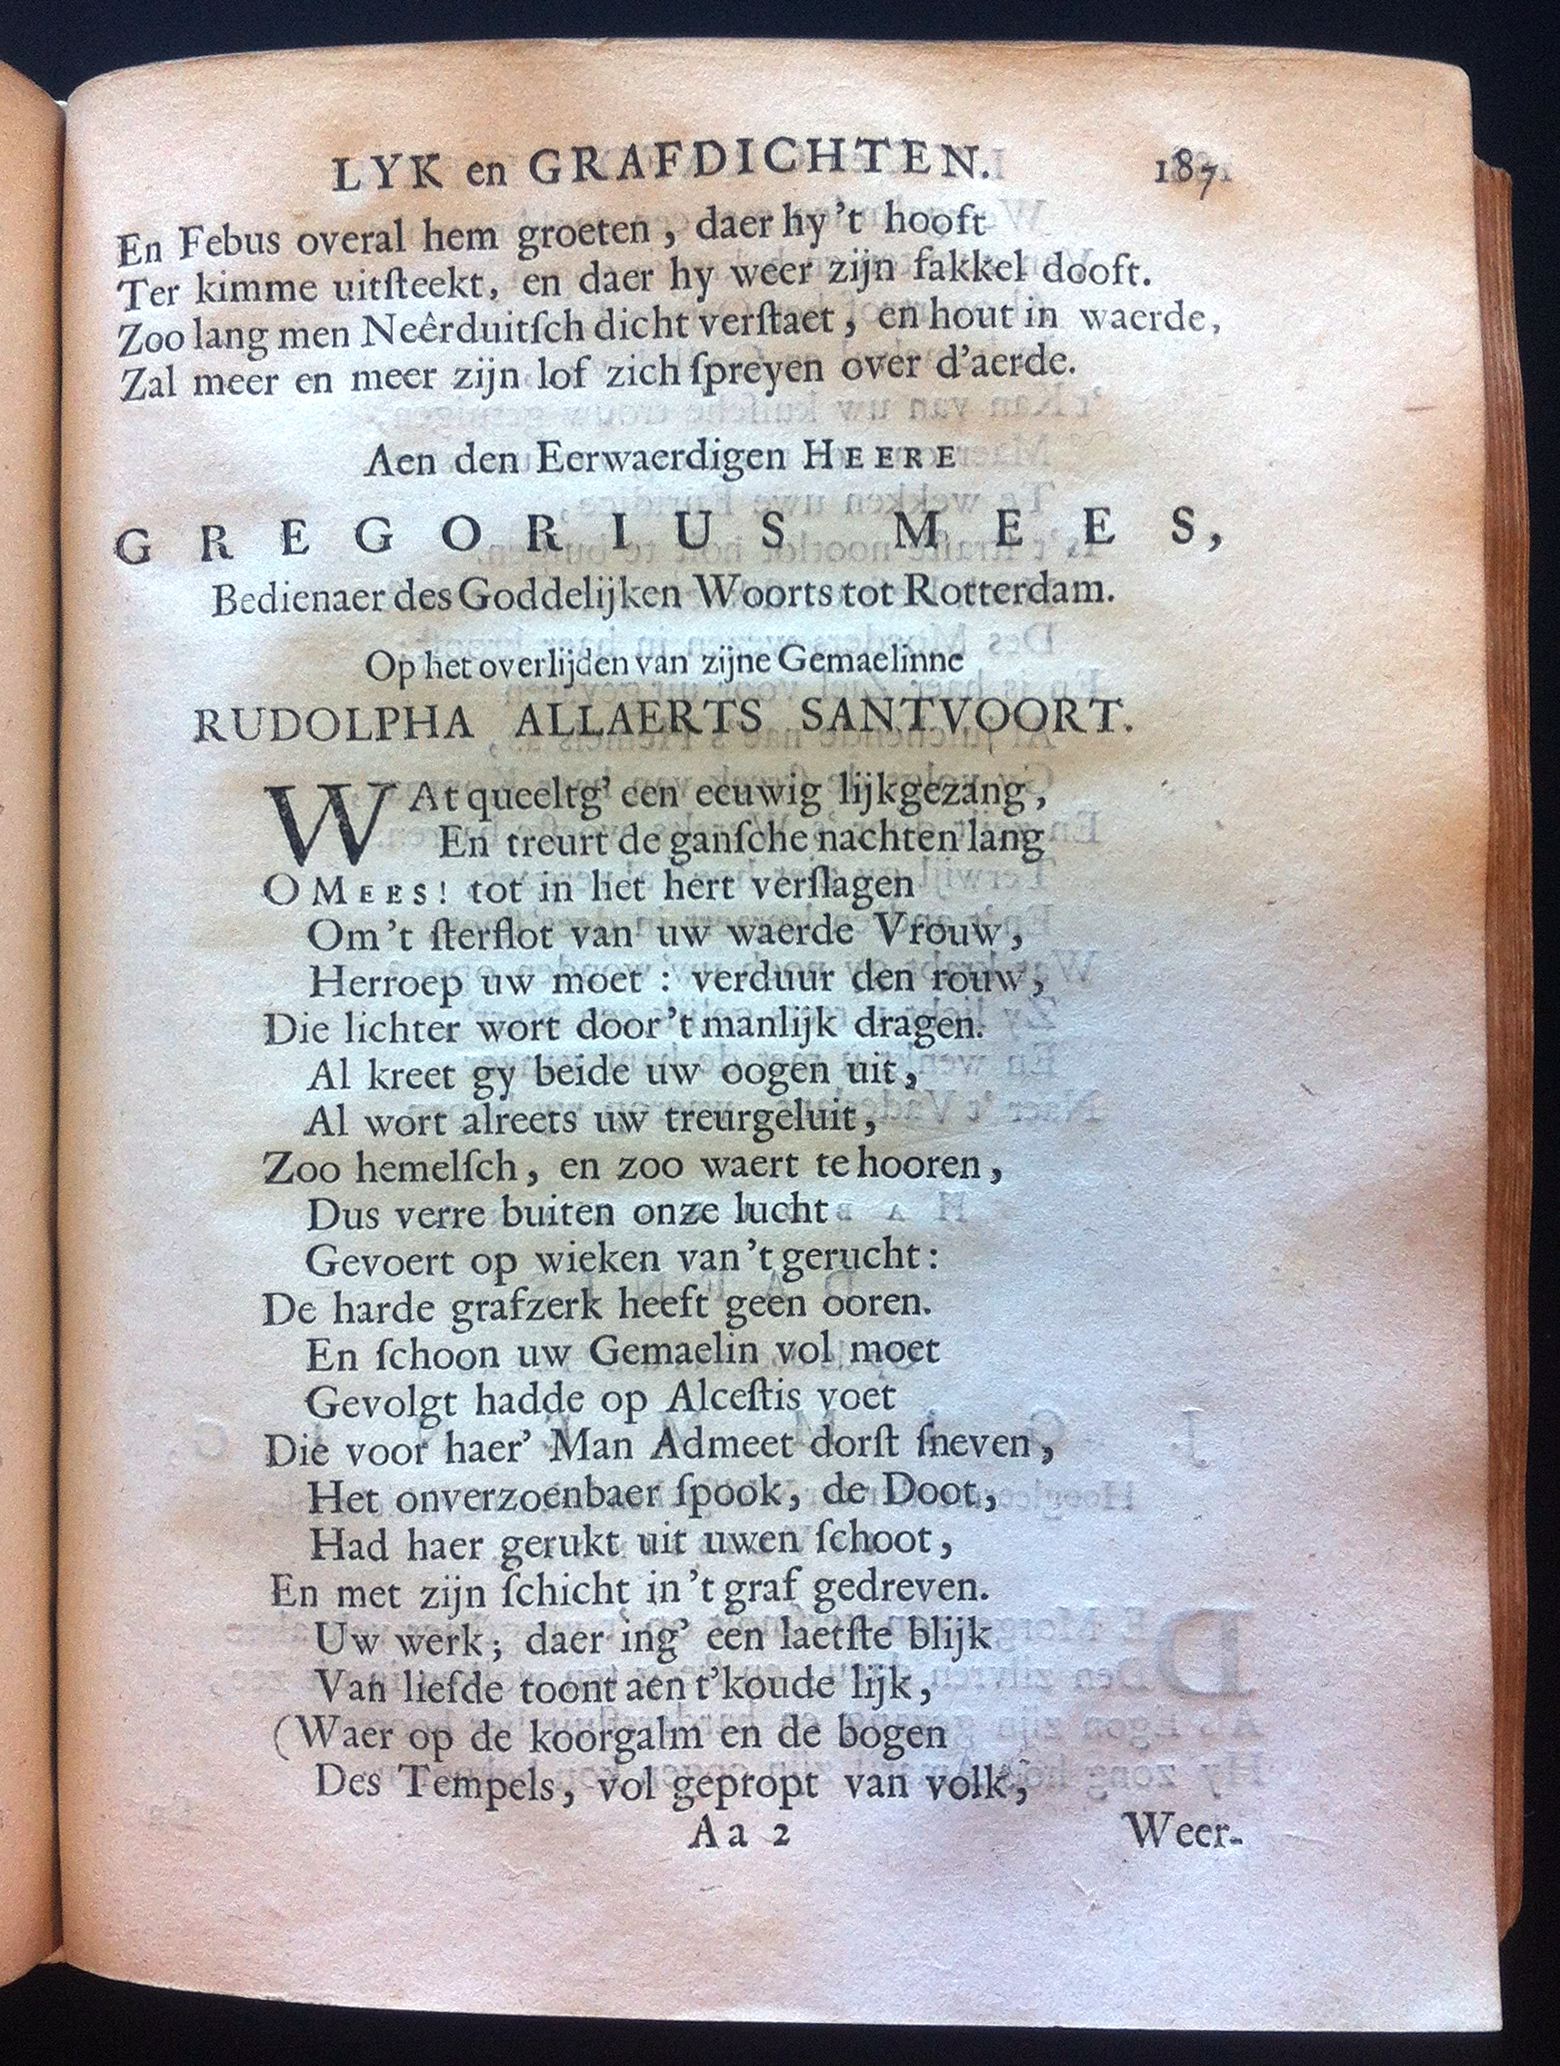 LYK en GRAFDICHTEN. 187
En Febus overal hem groeten, daer hy 't hooft
Ter kimme uitſteekt, en daer hy weer zijn fakkel dooft.
Zoo lang men Neêrduitſch dicht verſtaet, en hout in waerde,
Zal meer en meer zijn lof zich ſpreyen over d'aerde.
Aen den Eerwaerdigen HEERE
GREGORIUS MEES,
Bedienaer des Goddelijken Woorts tot Rotterdam.
Op het overlijden van zijne Gemaelinne
RUDOLPHA ALLAERTS SANTVOORT.
WAt queeltg' een eeuwig lijkgezang,
En treurt de ganſche nachten lang
O MEES! tot in het hert verſlagen
Om 't ſterflot van uw waerde Vrouw,
Herroep uw moet: verduur den rouw,
Die lichter wort door 't manlijk dragen.
Al kreet gy beide uw oogen uit,
Al wort alreets uw treurgeluit,
Zoo hemelſch, en zoo waert te hooren,
Dus verre buiten onze lucht
Gevoert op wieken van 't gerucht:
De harde grafzerk heeft geen ooren.
En ſchoon uw Gemaelin vol moet
Gevolgt hadde op Alceſtis voet
Die voor haer' Man Admeet dorſt ſneven,
Het onverzoenbaer ſpook, de Doot,
Had haer gerukt uit uwen ſchoot,
En met zijn ſchicht in 't graf gedreven.
Uw werk; daer ing' een laetſte blijk
Van liefde toont aen t'koude lijk,
(Waer op de koorgalm en de bogen
Des Tempels, vol gepropt van volk,
Aa 2 Weer-